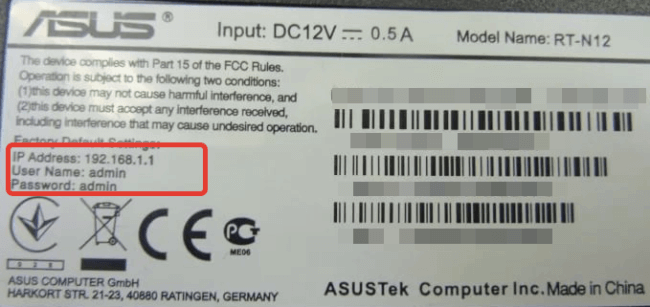 ASUS® Input: DC12V ⎓ 0.5A Model Name: RT-N12
The device complies with Part 15 of the FCC Rules.
Operation is subject to the following two conditions:
(1)this device may not cause harmful interference, and
(2)this device must accept any interference received,
including interference that may cause undesired operation.
Factory Default Settings:
IP Address: 192.168.1.1
User Name: admin
Password: admin
CE
ME06
028
ASUS COMPUTER GmbH
HARKORT STR. 21-23, 40880 RATINGEN, GERMANY
ASUSTek Computer Inc. Made in China